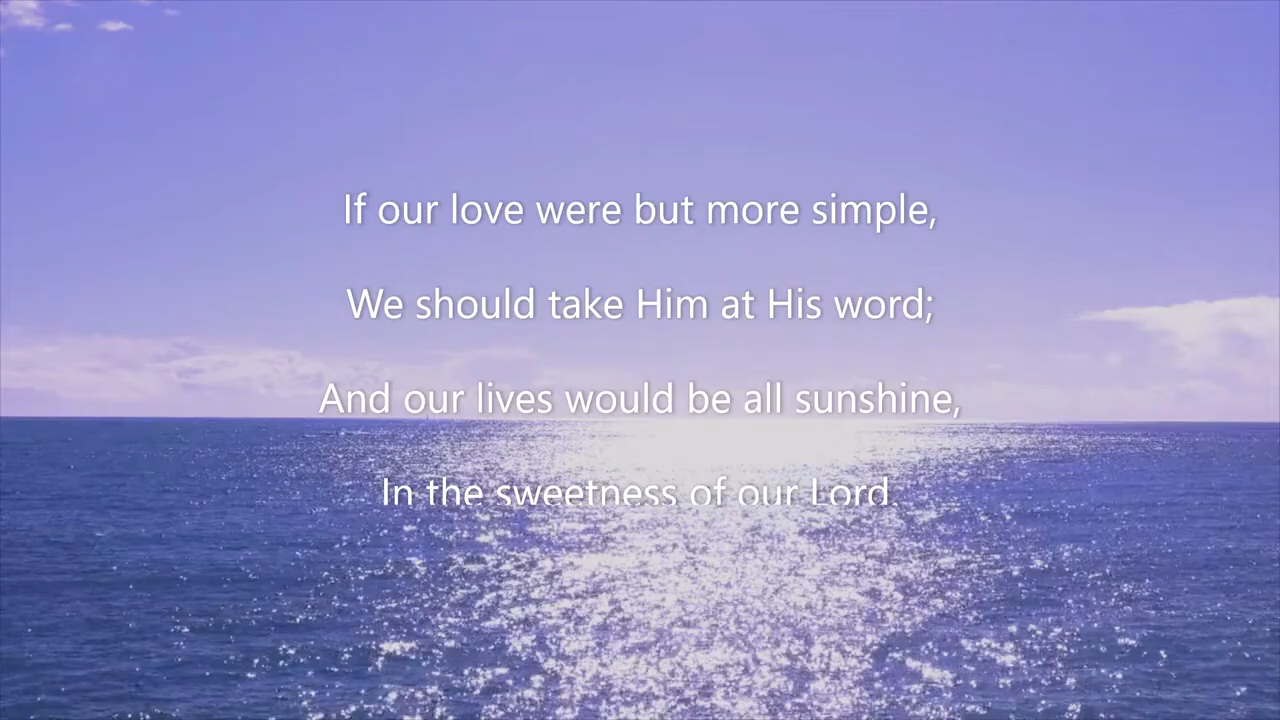 If our love were but more simple,
We should take Him at His word;
And our lives would be all sunshine,
In the sweetness of our Lord.